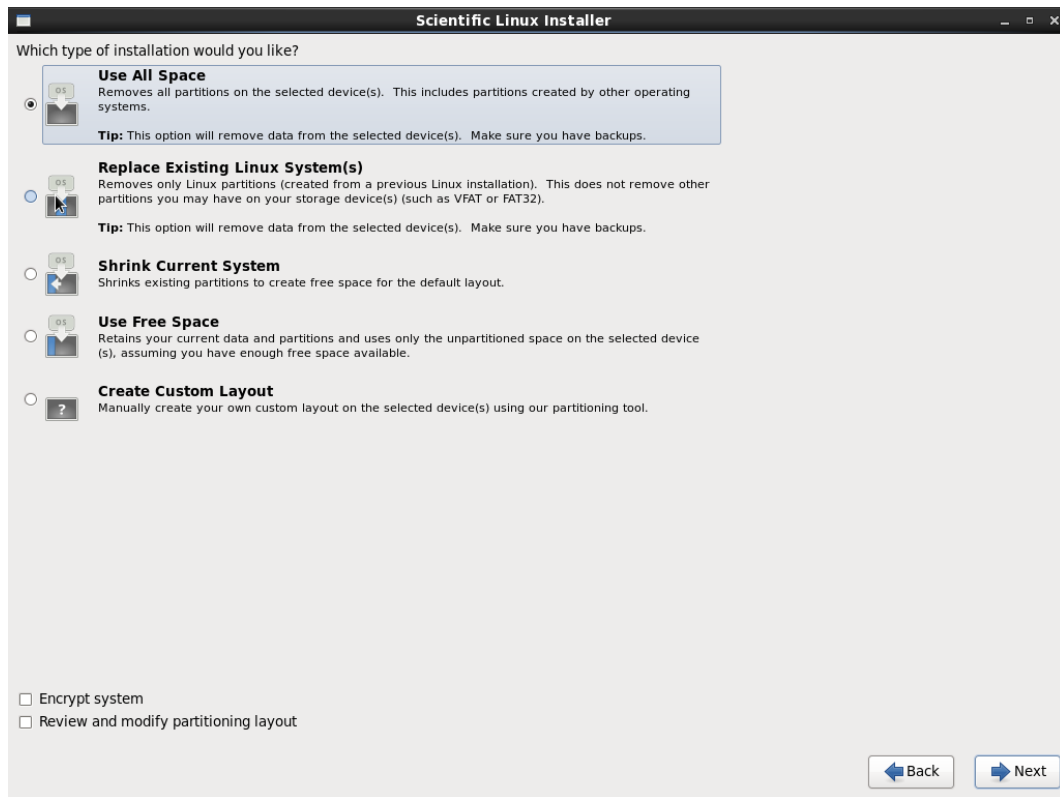 Scientific Linux Installer
Which type of installation would you like?
Use All Space
OS
Removes all partitions on the selected device(s).  This includes partitions created by other operating
systems.
Tip: This option will remove data from the selected device(s).  Make sure you have backups.
Replace Existing Linux System(s)
OS
Removes only Linux partitions (created from a previous Linux installation).  This does not remove other
partitions you may have on your storage device(s) (such as VFAT or FAT32).
Tip: This option will remove data from the selected device(s).  Make sure you have backups.
OS
Shrink Current System
Shrinks existing partitions to create free space for the default layout.
OS
Use Free Space
Retains your current data and partitions and uses only the unpartitioned space on the selected device
(s), assuming you have enough free space available.
Create Custom Layout
?
Manually create your own custom layout on the selected device(s) using our partitioning tool.
Encrypt system
Review and modify partitioning layout
Back
Next